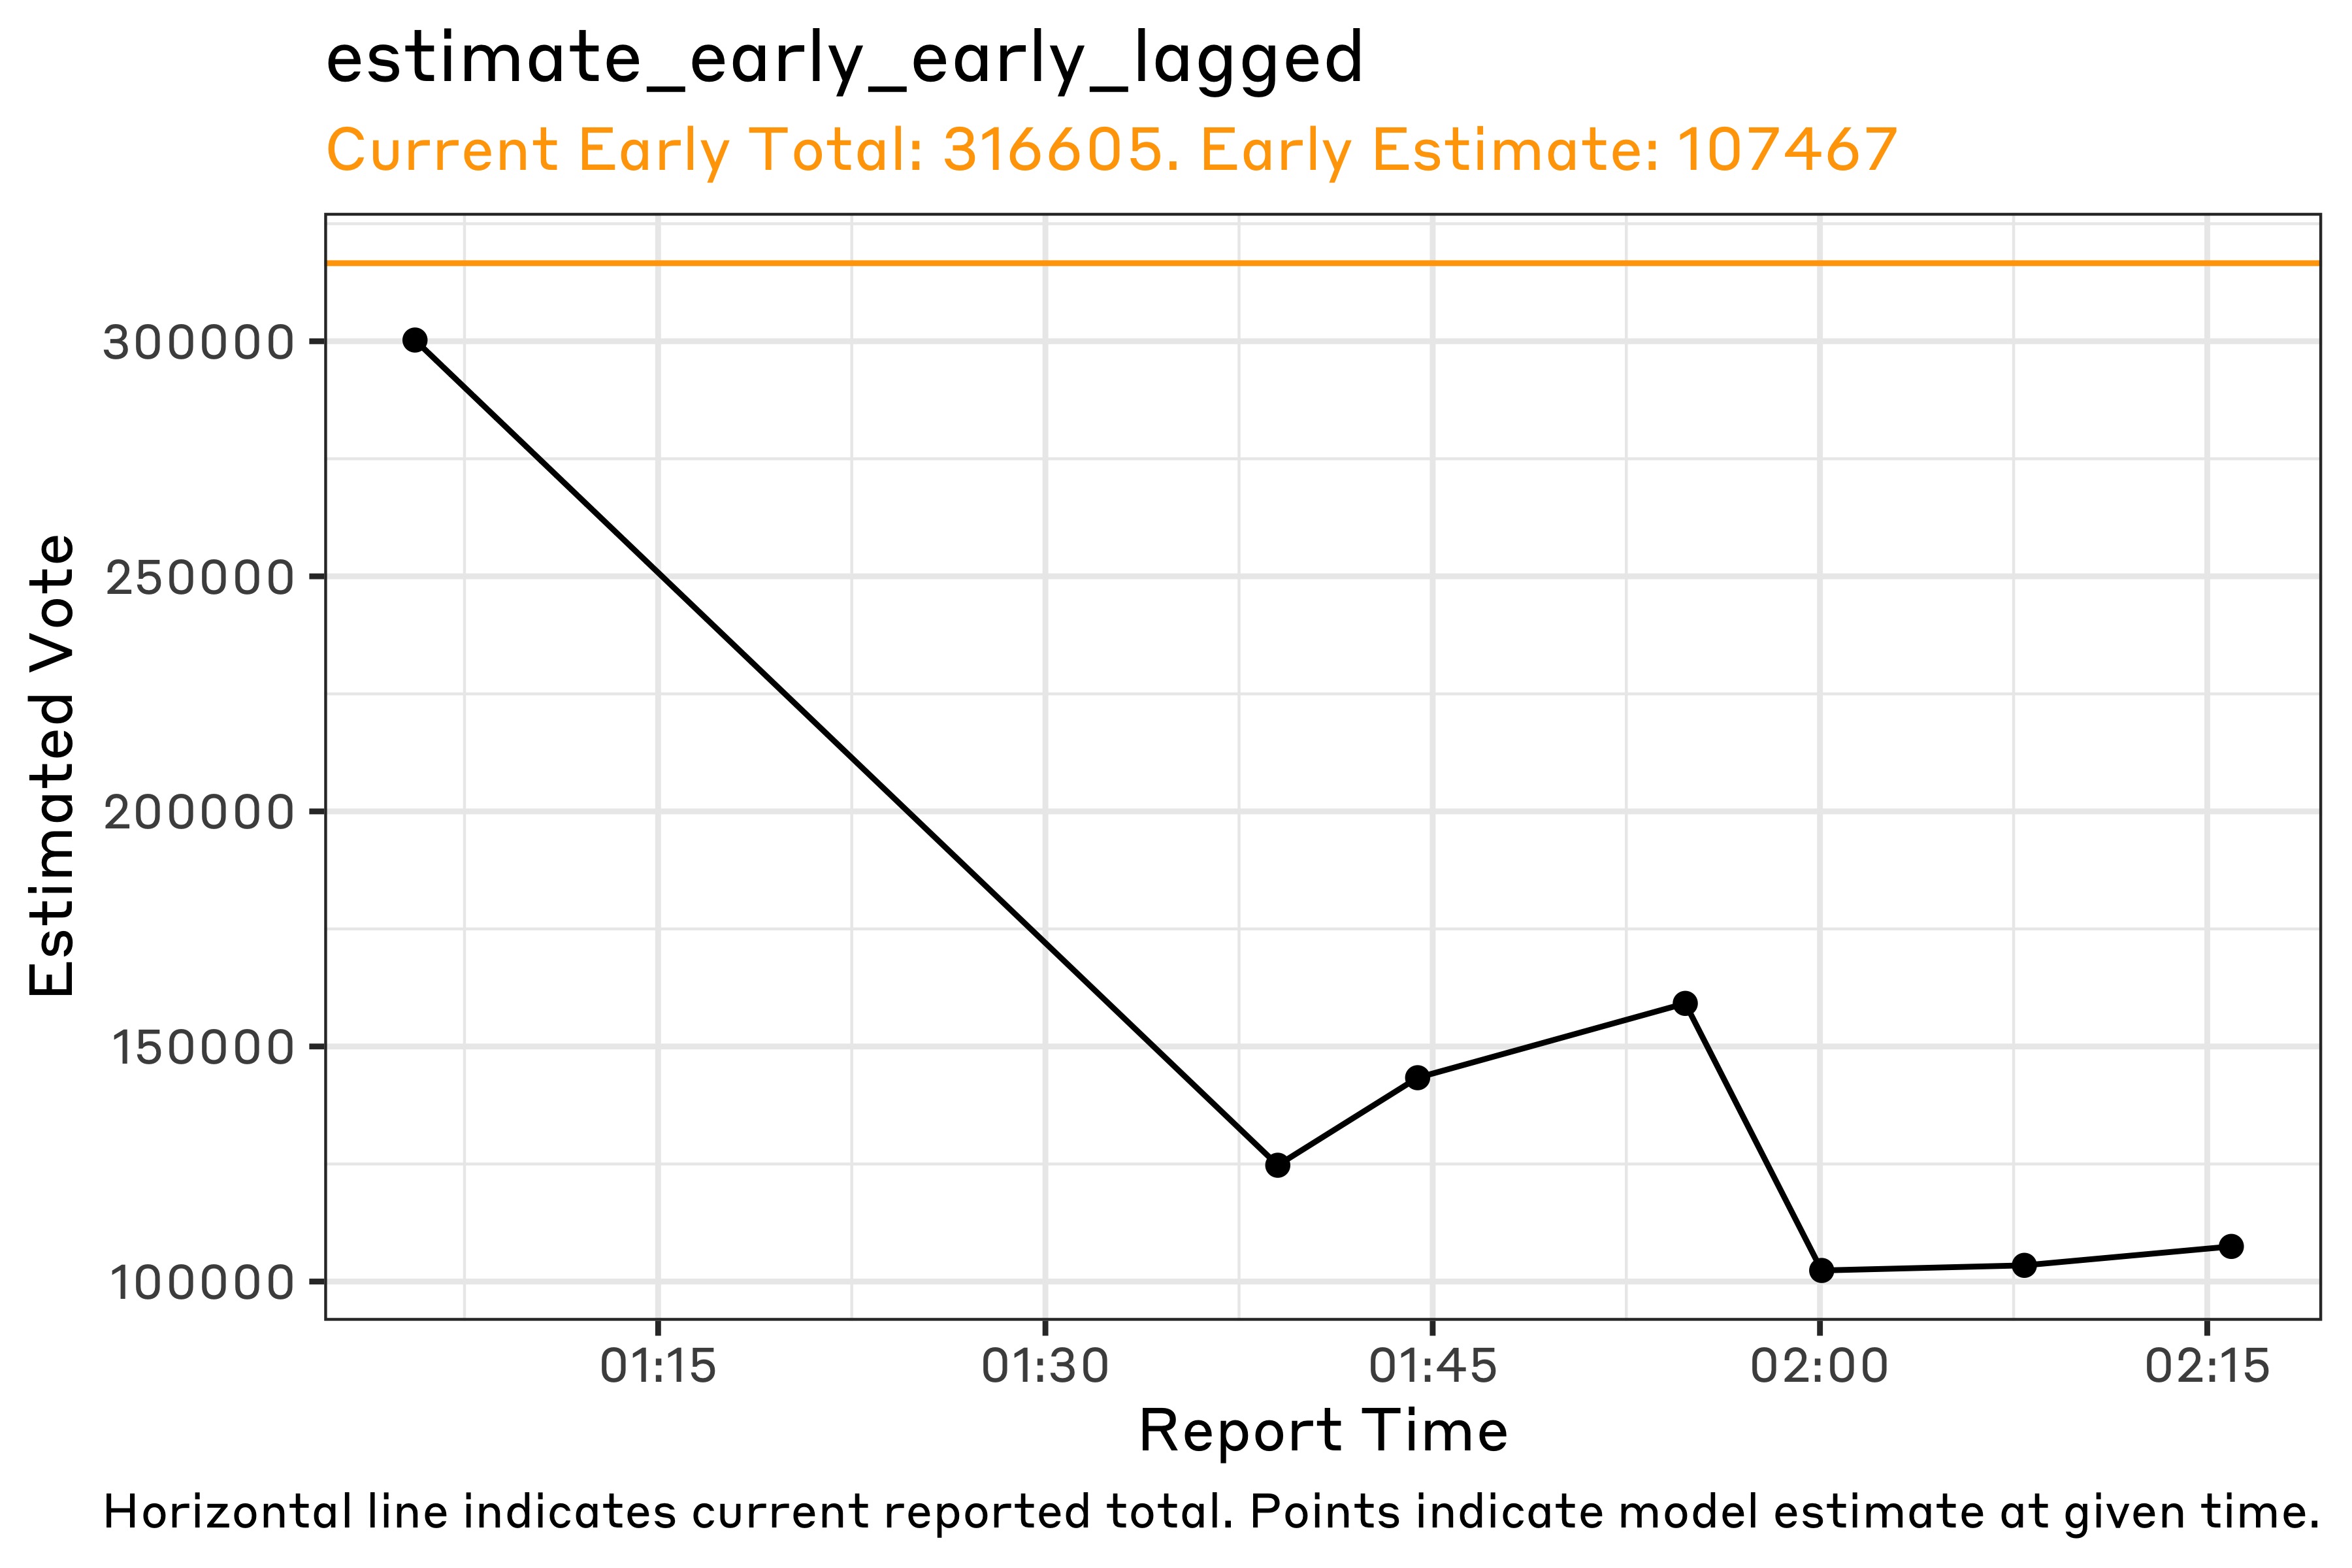 estimate_early_early_lagged
Current Early Total: 316605. Early Estimate: 107467
Estimated Vote
300000
250000
200000
150000
100000
01:15
01:30
01:45
02:00
02:15
Report Time
Horizontal line indicates current reported total. Points indicate model estimate at given time.